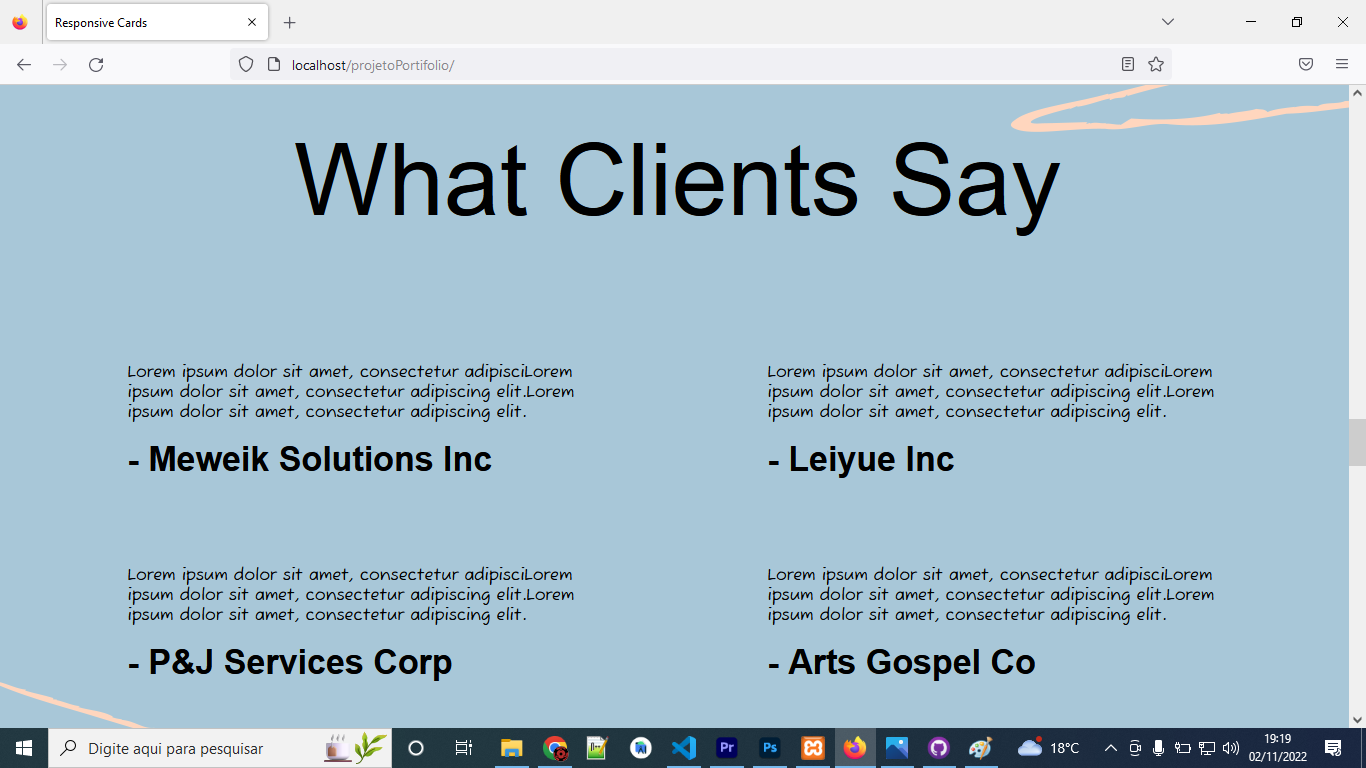 Responsive Cards
localhost/projetoPortifolio/
What Clients Say
Lorem ipsum dolor sit amet, consectetur adipisciLorem
ipsum dolor sit amet, consectetur adipiscing elit.Lorem
ipsum dolor sit amet, consectetur adipiscing elit.
- Meweik Solutions Inc
Lorem ipsum dolor sit amet, consectetur adipisciLorem
ipsum dolor sit amet, consectetur adipiscing elit.Lorem
ipsum dolor sit amet, consectetur adipiscing elit.
- Leiyue Inc
Lorem ipsum dolor sit amet, consectetur adipisciLorem
ipsum dolor sit amet, consectetur adipiscing elit.Lorem
ipsum dolor sit amet, consectetur adipiscing elit.
- P&J Services Corp
Lorem ipsum dolor sit amet, consectetur adipisciLorem
ipsum dolor sit amet, consectetur adipiscing elit.Lorem
ipsum dolor sit amet, consectetur adipiscing elit.
- Arts Gospel Co
Digite aqui para pesquisar
Pr
Ps
18°C
19:19
02/11/2022